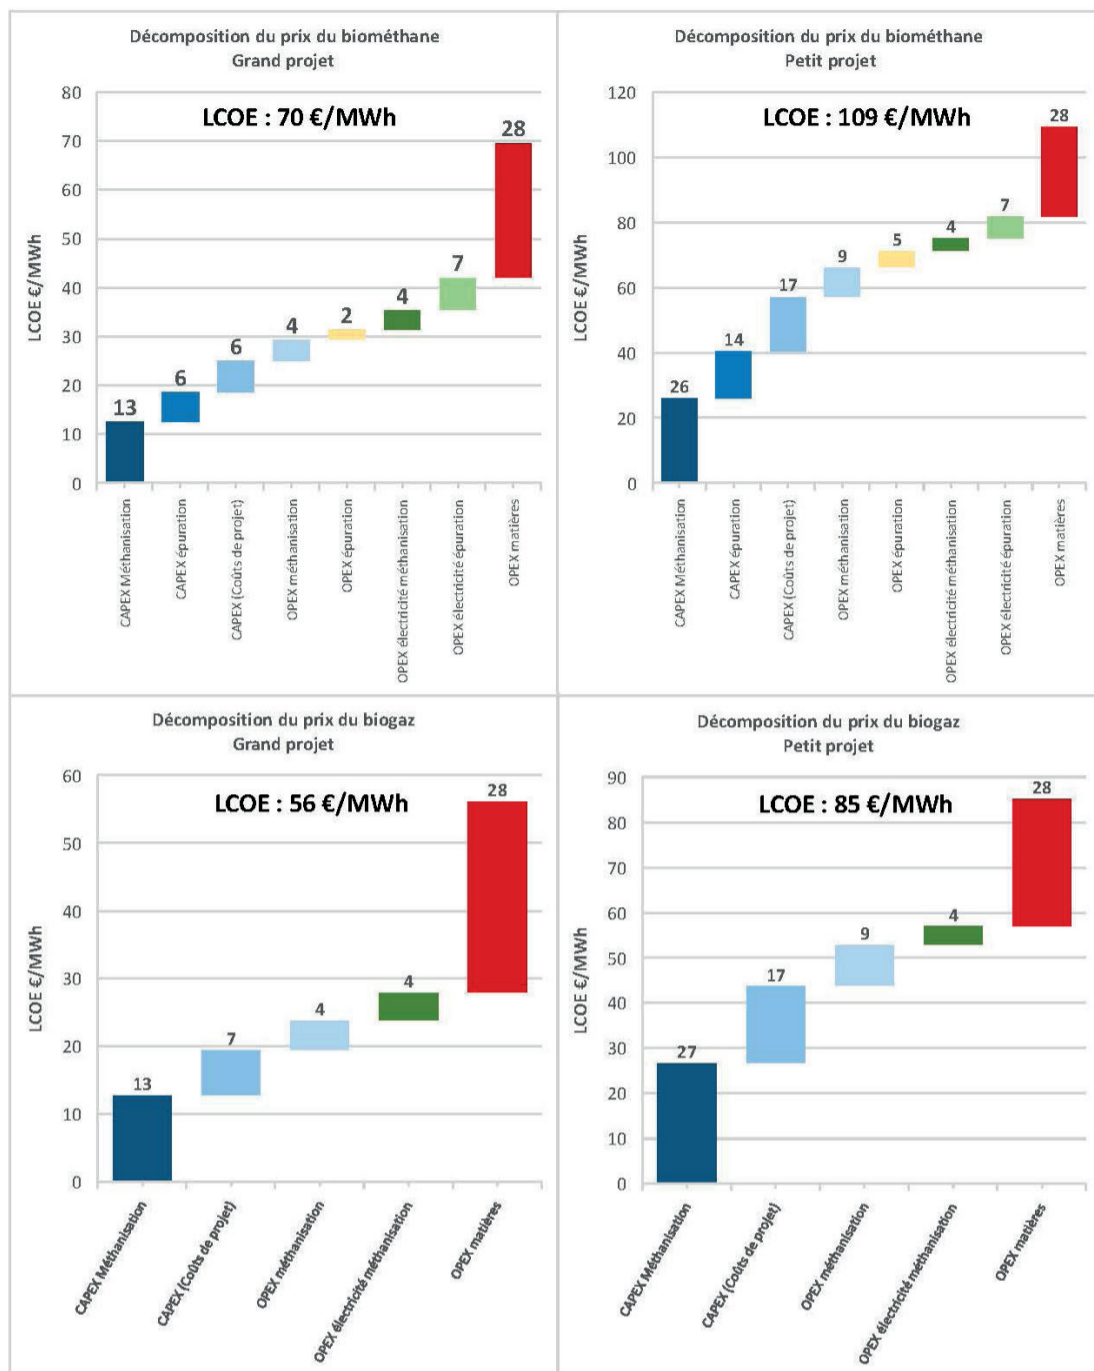 Décomposition du prix du biométhane
Grand projet
LCOE : 70 €/MWh
LCOE €/MWh
80
70
60
50
40
30
20
10
0
13
6
6
4
2
4
7
28
CAPEX Méthanisation
CAPEX épuration
CAPEX (Coûts de projet)
OPEX méthanisation
OPEX épuration
OPEX électricité méthanisation
OPEX électricité épuration
OPEX matières
Décomposition du prix du biométhane
Petit projet
LCOE : 109 €/MWh
LCOE €/MWh
120
100
80
60
40
20
0
26
14
17
9
5
4
7
28
CAPEX Méthanisation
CAPEX épuration
CAPEX (Coûts de projet)
OPEX méthanisation
OPEX épuration
OPEX électricité méthanisation
OPEX électricité épuration
OPEX matières
Décomposition du prix du biogaz
Grand projet
LCOE : 56 €/MWh
LCOE €/MWh
60
50
40
30
20
10
0
13
7
4
4
28
CAPEX Méthanisation
CAPEX (Coûts de projet)
OPEX méthanisation
OPEX électricité méthanisation
OPEX matières
Décomposition du prix du biogaz
Petit projet
LCOE : 85 €/MWh
LCOE €/MWh
90
80
70
60
50
40
30
20
10
0
27
17
9
4
28
CAPEX Méthanisation
CAPEX (Coûts de projet)
OPEX méthanisation
OPEX électricité méthanisation
OPEX matières